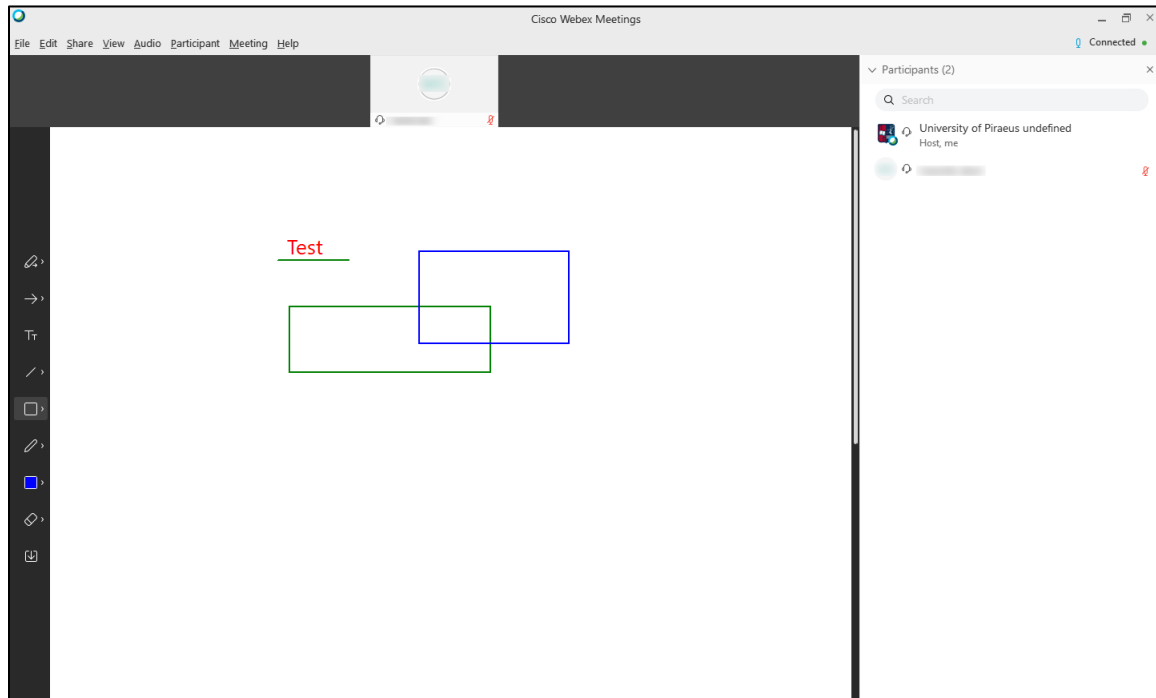 Cisco Webex Meetings
File Edit Share View Audio Participant Meeting Help
Connected
Participants (2)
Search
University of Piraeus undefined
Host, me
Test
TT